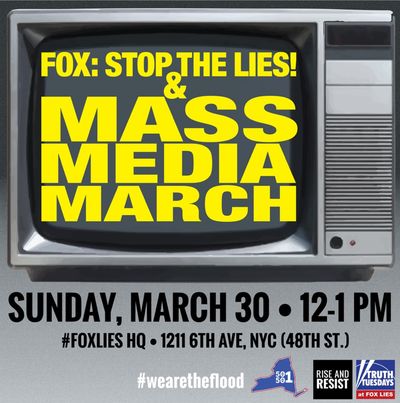 FOX: STOP THE LIES!
&
MASS
MEDIA
MARCH
SUNDAY, MARCH 30 • 12-1 PM
#FOXLIES HQ • 1211 6TH AVE, NYC (48TH ST.)
#wearetheflood
50
50
1
RISE AND
RESIST
TRUTH
TUESDAYS
at FOX LIES